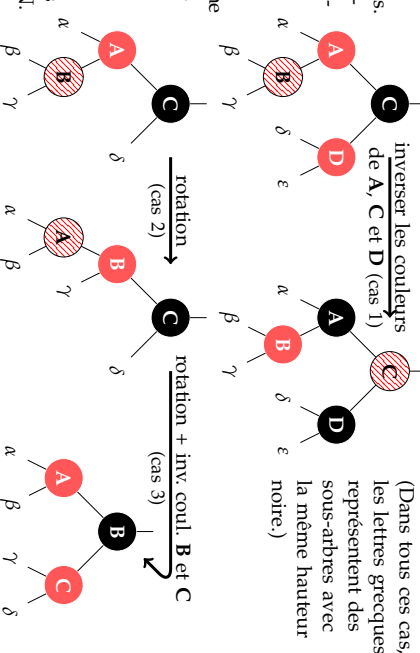 s.
-
-
ne
N.
inverser les couleurs
de A, C et D (cas 1)
C
A D
B
α
β γ
δ ε
C
A D
B
α
β γ
δ ε
(Dans tous ces cas,
les lettres grecques
représentent des
sous-arbres avec
la même hauteur
noire.)
C
A
B
α
β γ
δ
rotation
(cas 2)
C
B
A
α β
γ
δ
rotation + inv. coul. B et C
(cas 3)
B
A C
α β γ δ